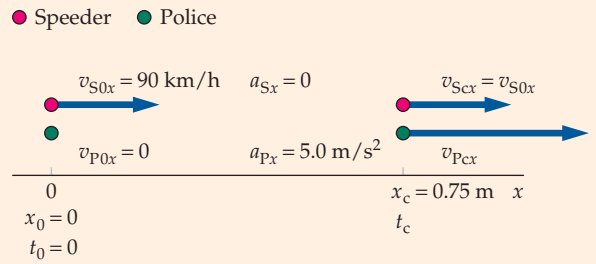 Speeder Police
v_S0x = 90 km/h a_Sx = 0 v_Scx = v_S0x
v_P0x = 0 a_Px = 5.0 m/s² v_Pcx
0 x_c = 0.75 m x
x_0 = 0 t_c
t_0 = 0